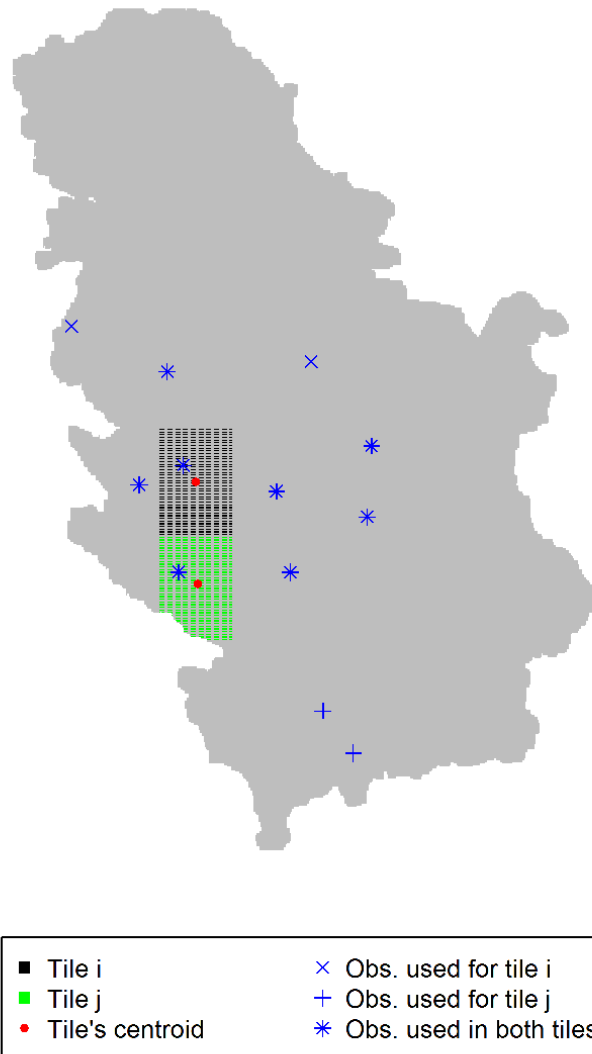 Tile i
Tile j
Tile's centroid
Obs. used for tile i
Obs. used for tile j
Obs. used in both tiles